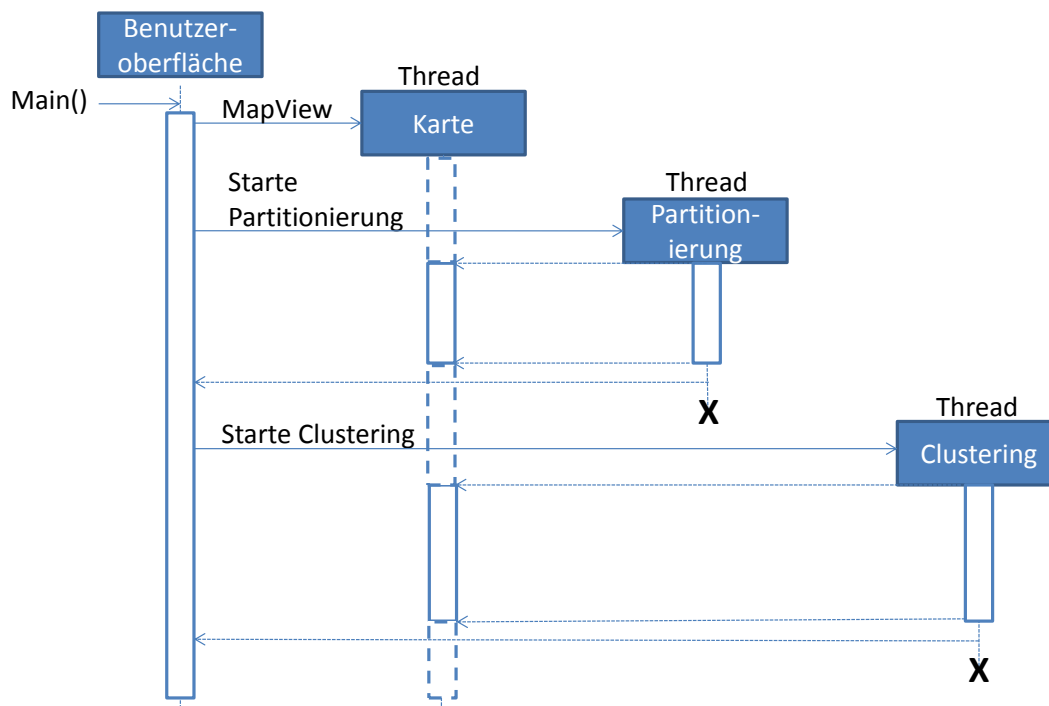 Benutzer-
oberfläche
Main()
MapView
Thread
Karte
Starte
Partitionierung
Thread
Partition-
ierung
X
Starte Clustering
Thread
Clustering
X